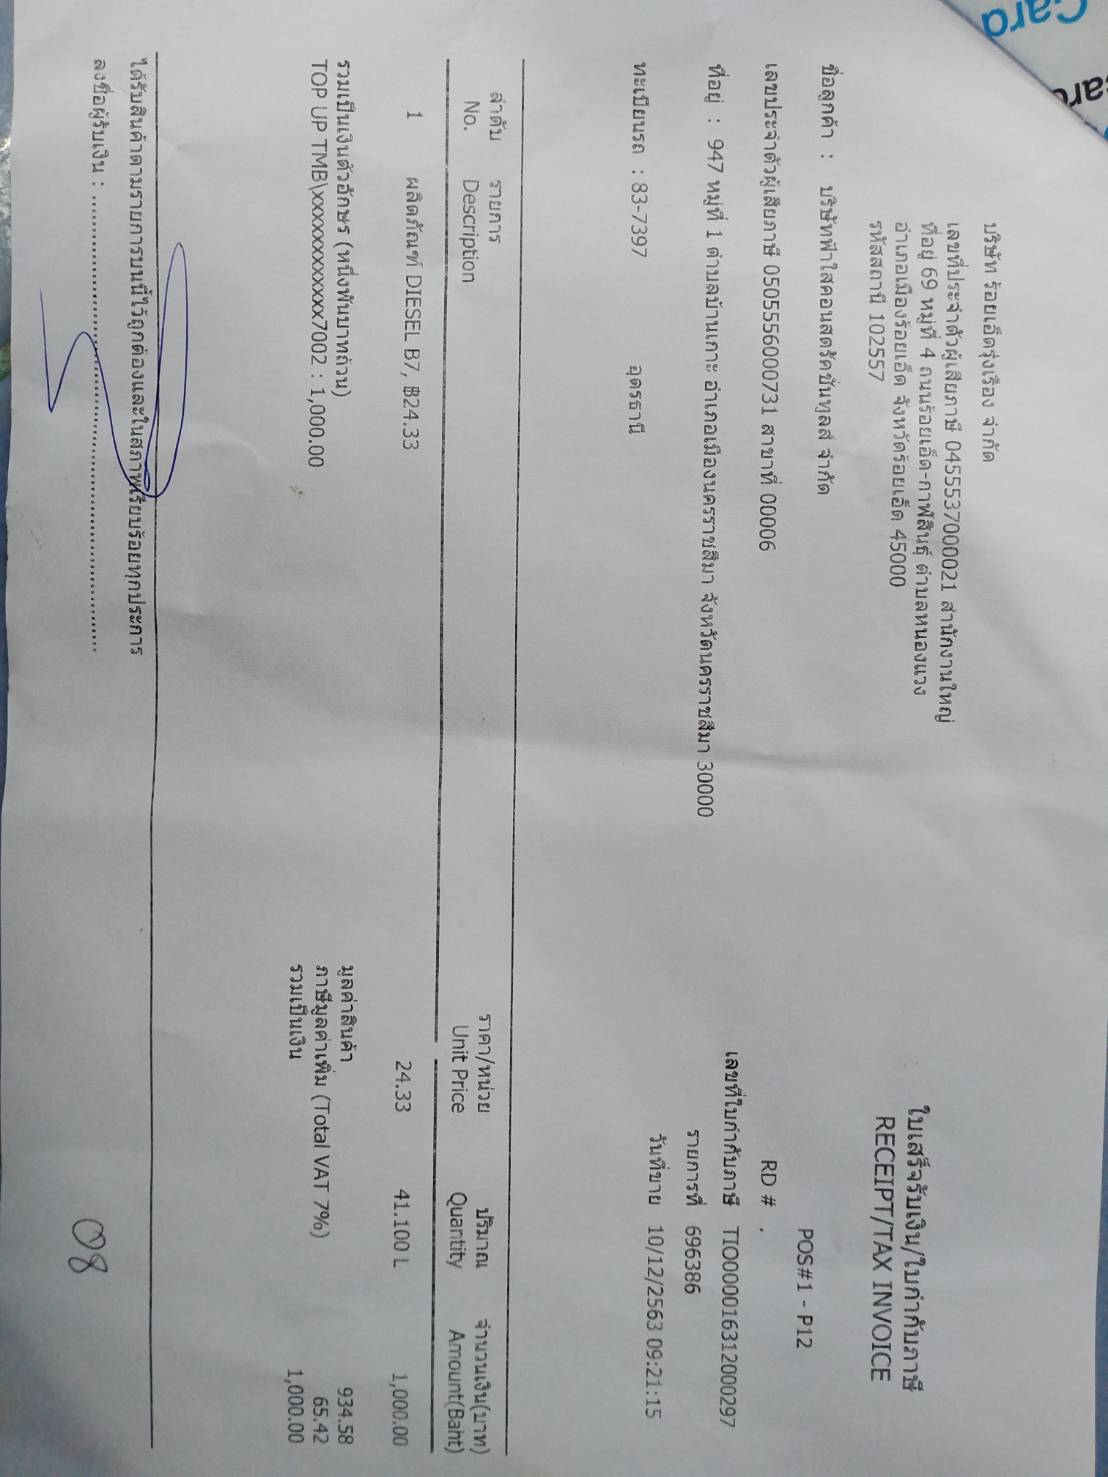 Card
Card
บริษัท ร้อยเอ็ดรุ่งเรือง จำกัด
เลขที่ประจำตัวผู้เสียภาษี 0455537000021 สำนักงานใหญ่
ที่อยู่ 69 หมู่ที่ 4 ถนนร้อยเอ็ด-กาฬสินธุ์ ตำบลหนองแวง
อำเภอเมืองร้อยเอ็ด จังหวัดร้อยเอ็ด 45000
รหัสสถานี 102557
ใบเสร็จรับเงิน/ใบกำกับภาษี
RECEIPT/TAX INVOICE
ชื่อลูกค้า : บริษัทฟ้าใสคอนสตรัคชั่นทูลส์ จำกัด
POS#1 - P12
เลขประจำตัวผู้เสียภาษี 0505556000731 สาขาที่ 00006
RD # .
ที่อยู่ : 947 หมู่ที่ 1 ตำบลบ้านเกาะ อำเภอเมืองนครราชสีมา จังหวัดนครราชสีมา 30000
เลขที่ใบกำกับภาษี TIO000016312000297
รายการที่ 696386
วันที่ขาย 10/12/2563 09:21:15
ทะเบียนรถ : 83-7397 อุดรธานี
ลำดับ รายการ ราคา/หน่วย ปริมาณ จำนวนเงิน(บาท)
No. Description Unit Price Quantity Amount(Baht)
1 ผลิตภัณฑ์ DIESEL B7, ฿24.33 24.33 41.100 L 1,000.00
รวมเป็นเงินตัวอักษร (หนึ่งพันบาทถ้วน) มูลค่าสินค้า 934.58
TOP UP TMB\xxxxxxxxxxxx7002 : 1,000.00 ภาษีมูลค่าเพิ่ม (Total VAT 7%) 65.42
รวมเป็นเงิน 1,000.00
ได้รับสินค้าตามรายการบนนี้ไว้ถูกต้องและในสภาพเรียบร้อยทุกประการ
ลงชื่อผู้รับเงิน : ....................................................................................
08